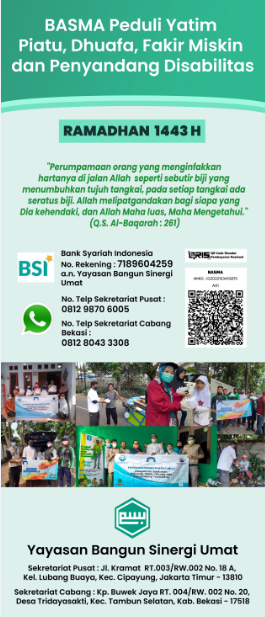 BASMA Peduli Yatim
Piatu, Dhuafa, Fakir Miskin
dan Penyandang Disabilitas
RAMADHAN 1443 H
"Perumpamaan orang yang menginfakkan
hartanya di jalan Allah seperti sebutir biji yang
menumbuhkan tujuh tangkai, pada setiap tangkai ada
seratus biji. Allah melipatgandakan bagi siapa yang
Dia kehendaki, dan Allah Maha luas, Maha Mengetahui."
(Q.S. Al-Baqarah : 261)
BSI
Bank Syariah Indonesia
No. Rekening : 7189604259
a.n. Yayasan Bangun Sinergi
Umat
No. Telp Sekretariat Pusat :
0812 9870 6005
No. Telp Sekretariat Cabang
Bekasi :
0812 8043 3308
QRIS
BASMA
A01
Yayasan Bangun Sinergi Umat
Sekretariat Pusat : Jl. Kramat RT.003/RW.002 No. 18 A,
Kel. Lubang Buaya, Kec. Cipayung, Jakarta Timur - 13810
Sekretariat Cabang : Kp. Buwek Jaya RT. 004/RW. 002 No. 20,
Desa Tridayasakti, Kec. Tambun Selatan, Kab. Bekasi - 17518